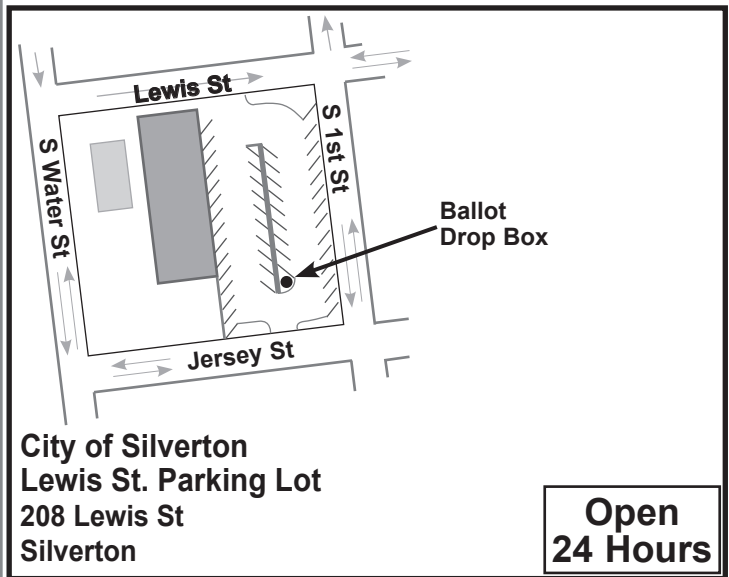 Lewis St
S 1st St
S Water St
Ballot
Drop Box
Jersey St
City of Silverton
Lewis St. Parking Lot
208 Lewis St
Silverton
Open
24 Hours